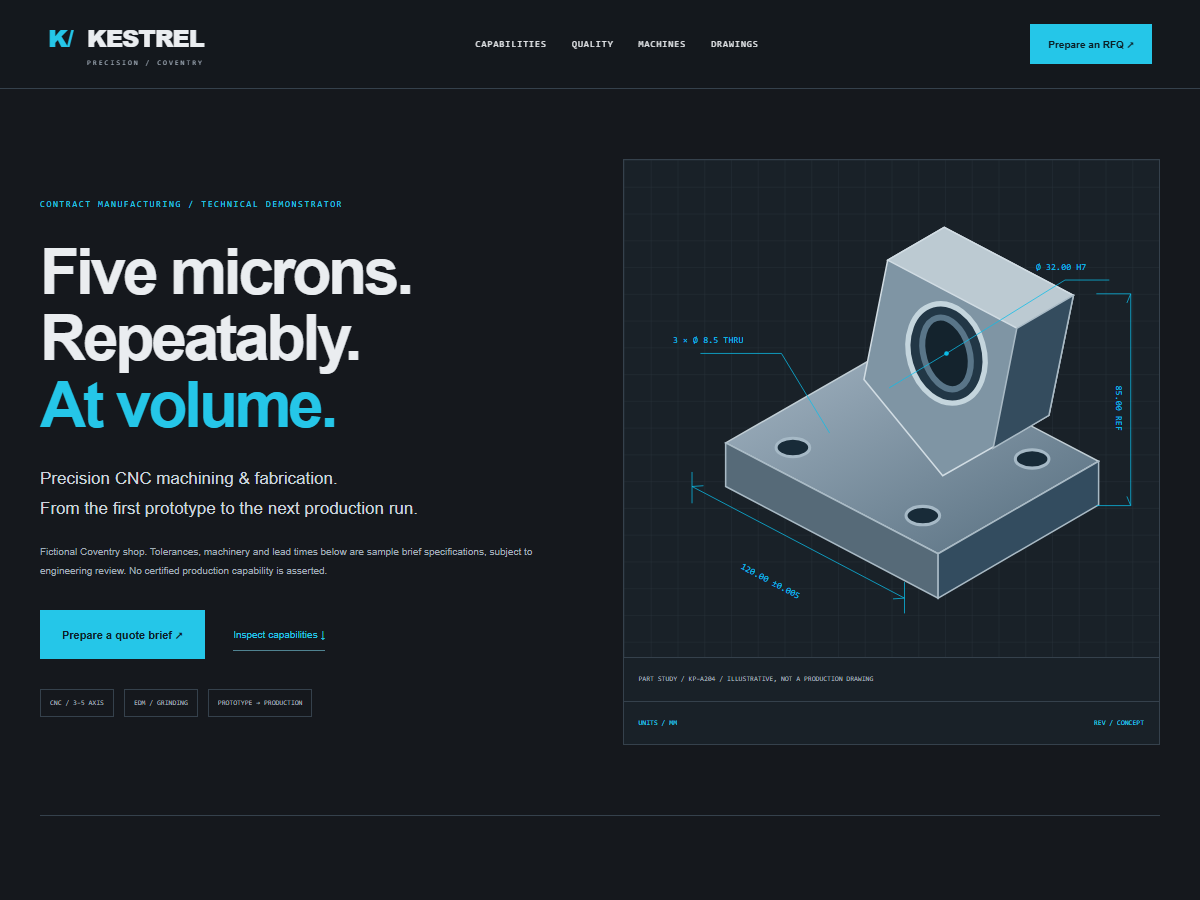 K/ KESTREL
PRECISION / COVENTRY
CAPABILITIES QUALITY MACHINES DRAWINGS
Prepare an RFQ ↗
CONTRACT MANUFACTURING / TECHNICAL DEMONSTRATOR
Five microns.
Repeatably.
At volume.
Precision CNC machining & fabrication.
From the first prototype to the next production run.
Fictional Coventry shop. Tolerances, machinery and lead times below are sample brief specifications, subject to
engineering review. No certified production capability is asserted.
Prepare a quote brief ↗
Inspect capabilities ↓
CNC / 3–5 AXIS
EDM / GRINDING
PROTOTYPE → PRODUCTION
Ø 32.00 H7
3 × Ø 8.5 THRU
85.00 REF
120.00 ±0.005
PART STUDY / KP–A204 / ILLUSTRATIVE, NOT A PRODUCTION DRAWING
UNITS / MM
REV / CONCEPT